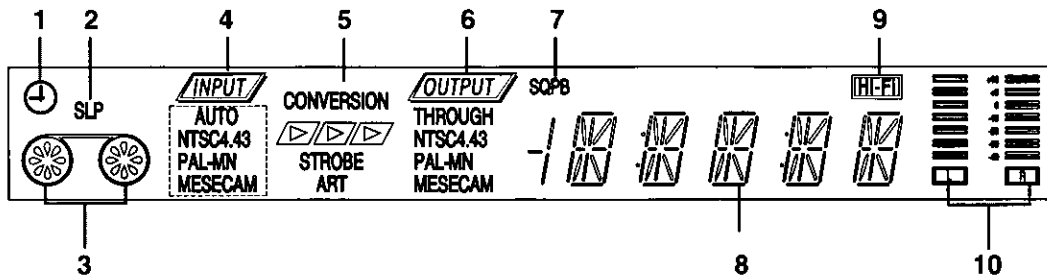 1 2 4 5 6 7 9
INPUT OUTPUT SQPB HI-FI
SLP AUTO CONVERSION THROUGH
NTSC4.43 NTSC4.43
PAL-MN STROBE PAL-MN
MESECAM ART MESECAM
R
3 8 10